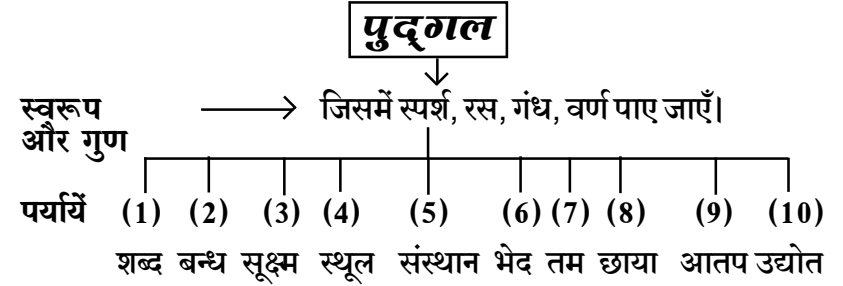 पुद्गल
स्वरूप जिसमें स्पर्श, रस, गंध, वर्ण पाए जाएँ।
और गुण
पर्यायें (1) (2) (3) (4) (5) (6) (7) (8) (9) (10)
शब्द बन्ध सूक्ष्म स्थूल संस्थान भेद तम छाया आतप उद्योत